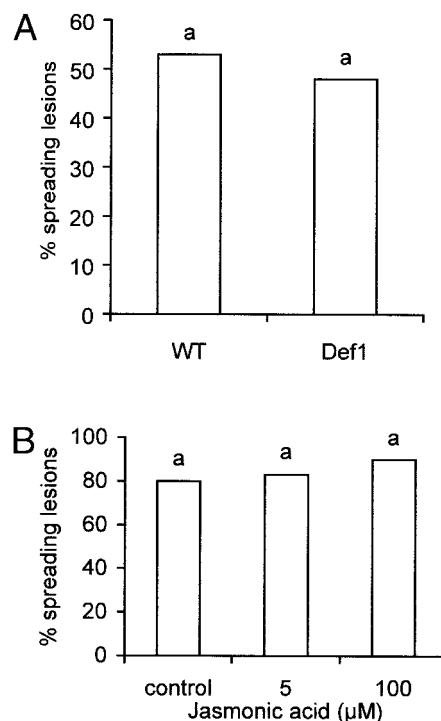 A
% spreading lesions
60
50
40
30
20
10
0
a
a
WT
Def1
B
% spreading lesions
100
80
60
40
20
0
a
a
a
control
5
100
Jasmonic acid (µM)